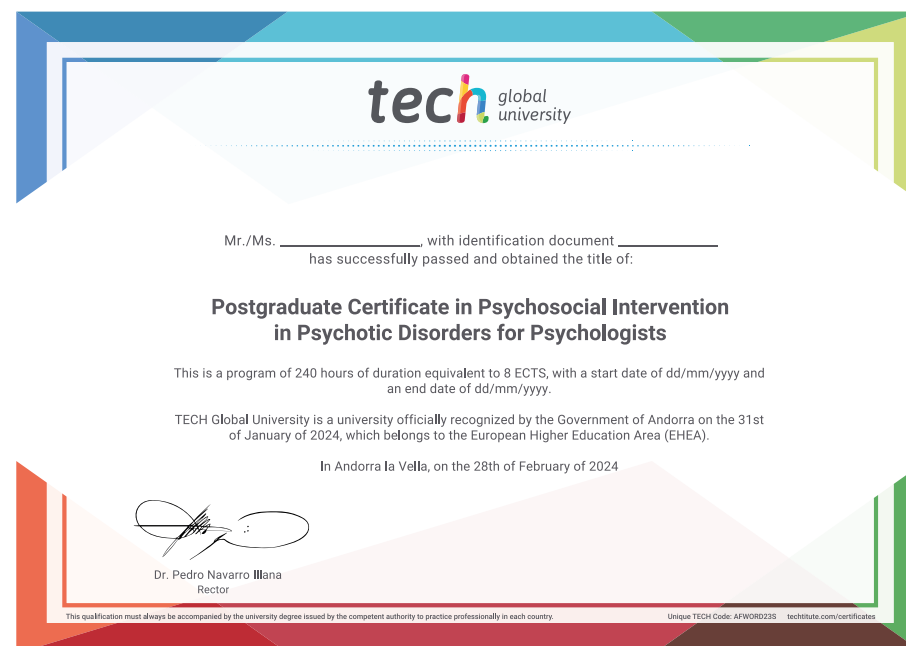 tech global university
Mr./Ms. ____________, with identification document ____________
has successfully passed and obtained the title of:
Postgraduate Certificate in Psychosocial Intervention
in Psychotic Disorders for Psychologists
This is a program of 240 hours of duration equivalent to 8 ECTS, with a start date of dd/mm/yyyy and
an end date of dd/mm/yyyy.
TECH Global University is a university officially recognized by the Government of Andorra on the 31st
of January of 2024, which belongs to the European Higher Education Area (EHEA).
In Andorra la Vella, on the 28th of February of 2024
Dr. Pedro Navarro Illana
Rector
This qualification must always be accompanied by the university degree issued by the competent authority to practice professionally in each country.
Unique TECH Code: AFWORD23S techtitute.com/certificates